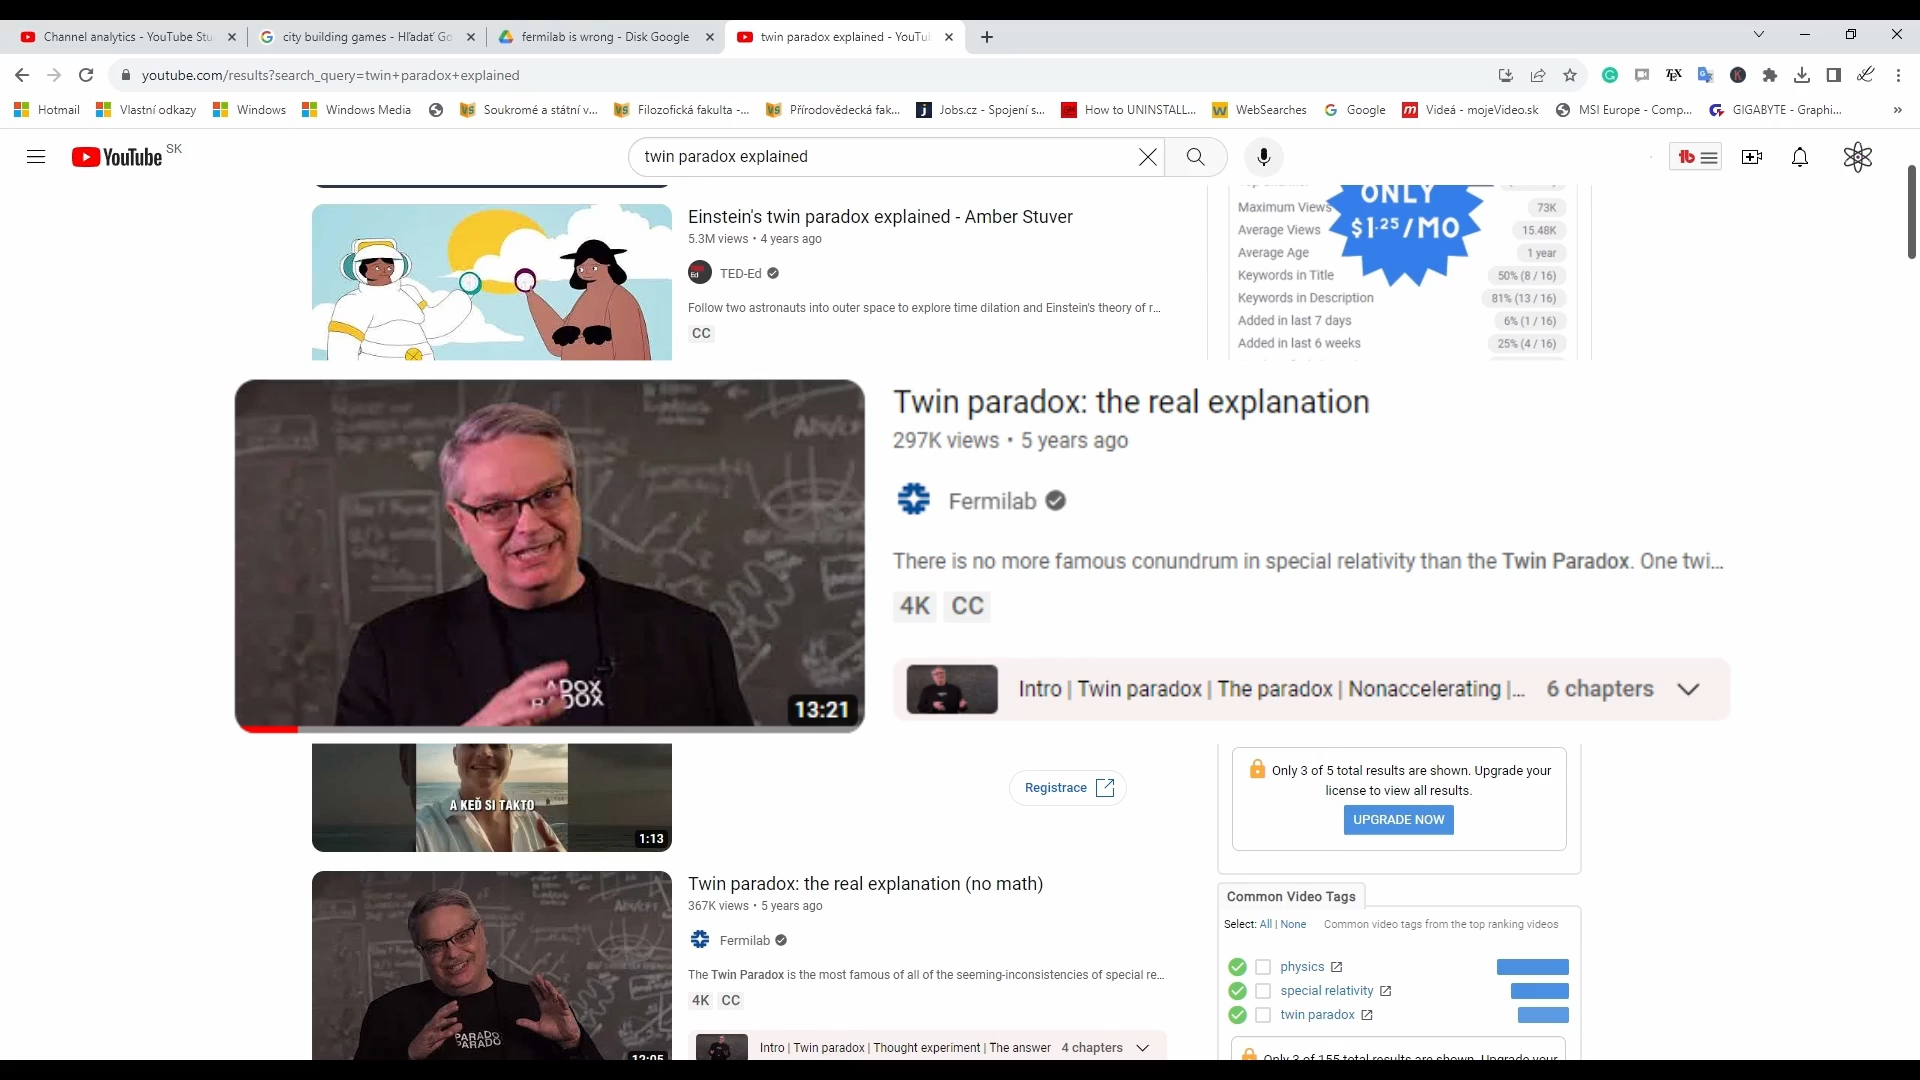 Channel analytics - YouTube Stu
city building games - Hľadať Go
fermilab is wrong - Disk Google
twin paradox explained - YouTu
youtube.com/results?search_query=twin+paradox+explained
Hotmail
Vlastní odkazy
Windows
Windows Media
Soukromé a státní v...
Filozofická fakulta -...
Přírodovědecká fak...
Jobs.cz - Spojení s...
How to UNINSTALL...
WebSearches
Google
Videá - mojeVideo.sk
MSI Europe - Comp...
GIGABYTE - Graphi...
YouTube SK
twin paradox explained
Einstein's twin paradox explained - Amber Stuver
5.3M views • 4 years ago
TED-Ed
Follow two astronauts into outer space to explore time dilation and Einstein's theory of r...
CC
ONLY
$1.25/MO
Maximum Views 73K
Average Views 15.48K
Average Age 1 year
Keywords in Title 50% (8 / 16)
Keywords in Description 81% (13 / 16)
Added in last 7 days 6% (1 / 16)
Added in last 6 weeks 25% (4 / 16)
13:21
Twin paradox: the real explanation
297K views • 5 years ago
Fermilab
There is no more famous conundrum in special relativity than the Twin Paradox. One twi...
4K CC
Intro | Twin paradox | The paradox | Nonaccelerating |... 6 chapters
A KEĎ SI TAKTO
1:13
Registrace
Only 3 of 5 total results are shown. Upgrade your
license to view all results.
UPGRADE NOW
Twin paradox: the real explanation (no math)
367K views • 5 years ago
Fermilab
The Twin Paradox is the most famous of all of the seeming-inconsistencies of special re...
4K CC
Intro | Twin paradox | Thought experiment | The answer 4 chapters
12:05
Common Video Tags
Select: All | None Common video tags from the top ranking videos
physics
special relativity
twin paradox
Only 3 of 155 total results are shown. Upgrade your